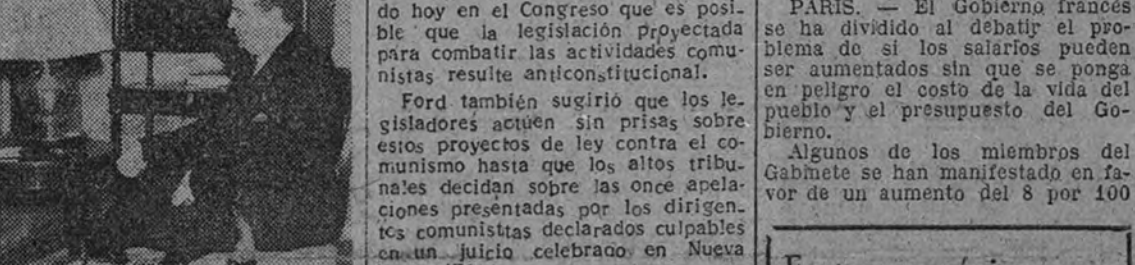 do hoy en el Congreso que es posi-
ble que la legislación proyectada
para combatir las actividades comu-
nistas resulte anticonstitucional.
Ford también sugirió que los le-
gisladores actúen sin prisas sobre
estos proyectos de ley contra el co-
munismo hasta que los altos tribu-
nales decidan sobre las once apela-
ciones presentadas por los dirigen-
tes comunisttas declarados culpables
en un juicio celebrado en Nueva
PARIS. — El Gobierno francés
se ha dividido al debatir el pro-
blema de si los salarios pueden
ser aumentados sin que se ponga
en peligro el costo de la vida del
pueblo y el presupuesto del Go-
bierno.
Algunos de los miembros del
Gabinete se han manifestado en fa-
vor de un aumento del 8 por 100